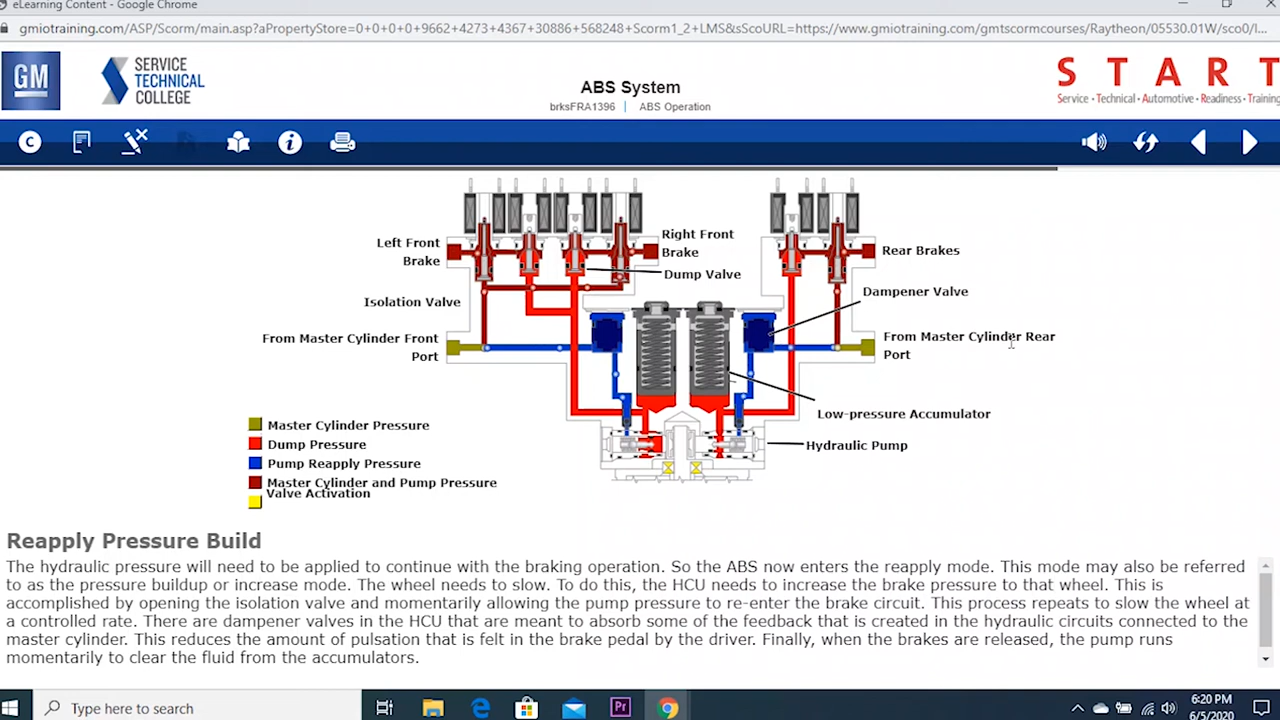 eLearning Content - Google Chrome
gmiotraining.com/ASP/Scorm/main.asp?aPropertyStore=0+0+0+0+9662+4273+4367+30886+568248+Scorm1_2+LMS&sScoURL=https://www.gmiotraining.com/gmtscormcourses/Raytheon/05530.01W/sco0/l...
GM
SERVICE
TECHNICAL
COLLEGE
ABS System
brksFRA1396 | ABS Operation
START
Service • Technical • Automotive • Readiness • Training
C
Left Front
Brake
Right Front
Brake
Dump Valve
Rear Brakes
Dampener Valve
Isolation Valve
From Master Cylinder Front
Port
From Master Cylinder Rear
Port
Low-pressure Accumulator
Hydraulic Pump
Master Cylinder Pressure
Dump Pressure
Pump Reapply Pressure
Master Cylinder and Pump Pressure
Valve Activation
Reapply Pressure Build
The hydraulic pressure will need to be applied to continue with the braking operation. So the ABS now enters the reapply mode. This mode may also be referred
to as the pressure buildup or increase mode. The wheel needs to slow. To do this, the HCU needs to increase the brake pressure to that wheel. This is
accomplished by opening the isolation valve and momentarily allowing the pump pressure to re-enter the brake circuit. This process repeats to slow the wheel at
a controlled rate. There are dampener valves in the HCU that are meant to absorb some of the feedback that is created in the hydraulic circuits connected to the
master cylinder. This reduces the amount of pulsation that is felt in the brake pedal by the driver. Finally, when the brakes are released, the pump runs
momentarily to clear the fluid from the accumulators.
Type here to search
Pr
6:20 PM
6/5/2020